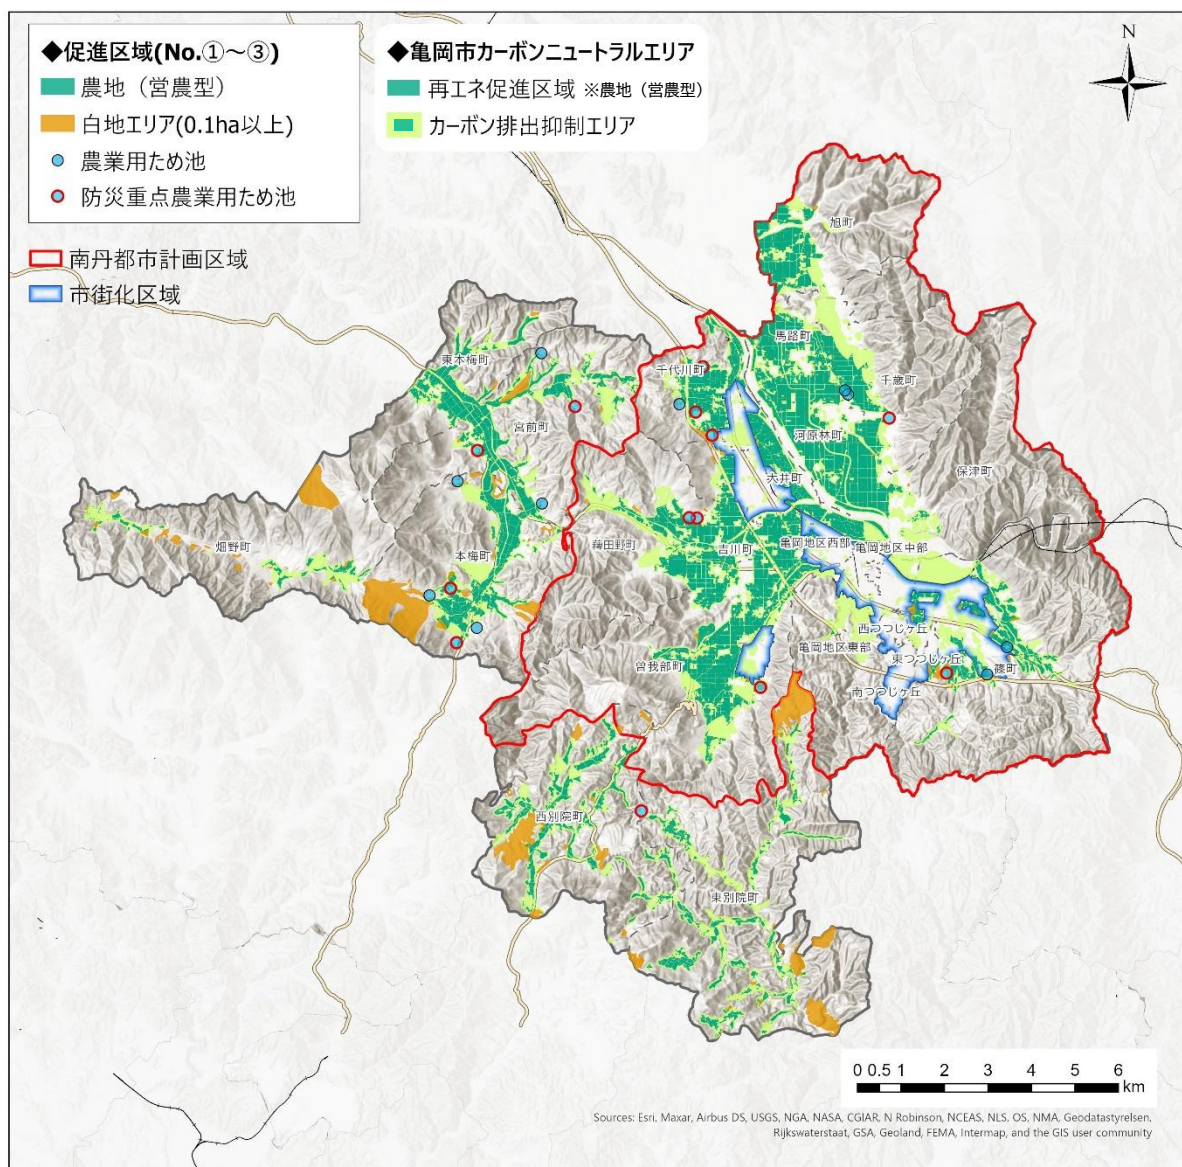 ◆促進区域(No.①～③)
農地（営農型）
白地エリア(0.1ha以上)
農業用ため池
防災重点農業用ため池
南丹都市計画区域
市街化区域
◆亀岡市カーボンニュートラルエリア
再エネ促進区域 ※農地（営農型）
カーボン排出抑制エリア
N
旭町
馬路町
東本梅町
千代川町
千歳町
宮前町
河原林町
大井町
保津町
畑野町
本梅町
薭田野町
吉川町
亀岡地区西部
亀岡地区中部
西つつじケ丘
亀岡地区東部
東つつじケ丘
曽我部町
篠町
南つつじケ丘
西別院町
東別院町
0 0.5 1 2 3 4 5 6
km
Sources: Esri, Maxar, Airbus DS, USGS, NGA, NASA, CGIAR, N Robinson, NCEAS, NLS, OS, NMA, Geodatastyrelsen,
Rijkswaterstaat, GSA, Geoland, FEMA, Intermap, and the GIS user community